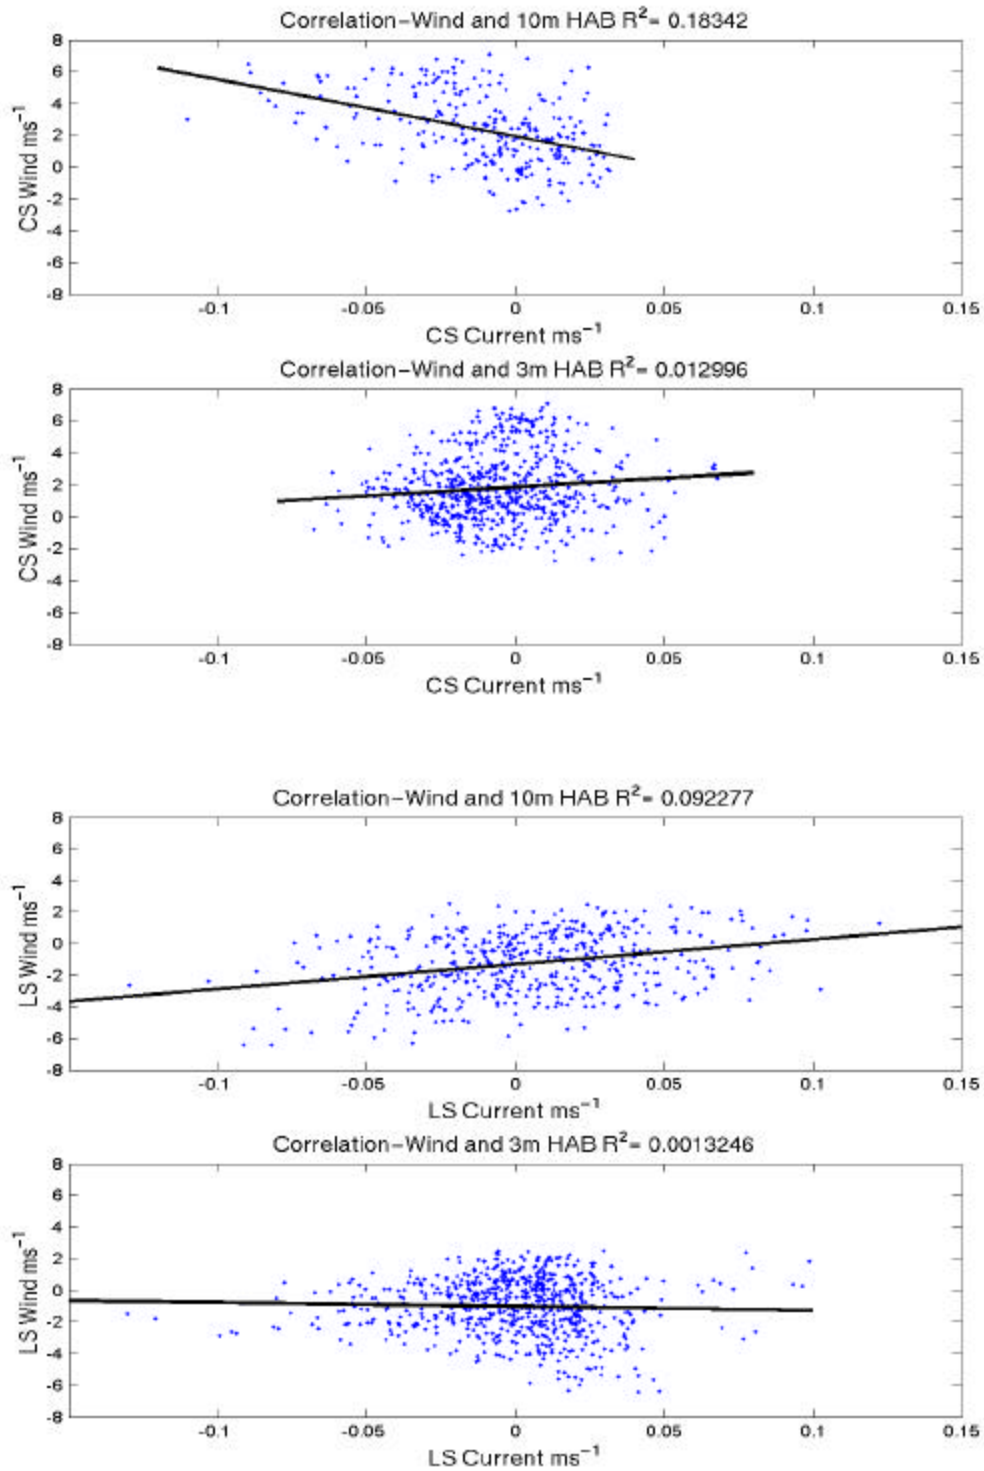 Correlation–Wind and 10m HAB R²= 0.18342
8
6
4
2
0
-2
-4
-6
-8
CS Wind ms⁻¹
-0.1 -0.05 0 0.05 0.1 0.15
CS Current ms⁻¹
Correlation–Wind and 3m HAB R²= 0.012996
8
6
4
2
0
-2
-4
-6
-8
CS Wind ms⁻¹
-0.1 -0.05 0 0.05 0.1 0.15
CS Current ms⁻¹
Correlation–Wind and 10m HAB R²= 0.092277
8
6
4
2
0
-2
-4
-6
-8
LS Wind ms⁻¹
-0.1 -0.05 0 0.05 0.1 0.15
LS Current ms⁻¹
Correlation–Wind and 3m HAB R²= 0.0013246
8
6
4
2
0
-2
-4
-6
-8
LS Wind ms⁻¹
-0.1 -0.05 0 0.05 0.1 0.15
LS Current ms⁻¹